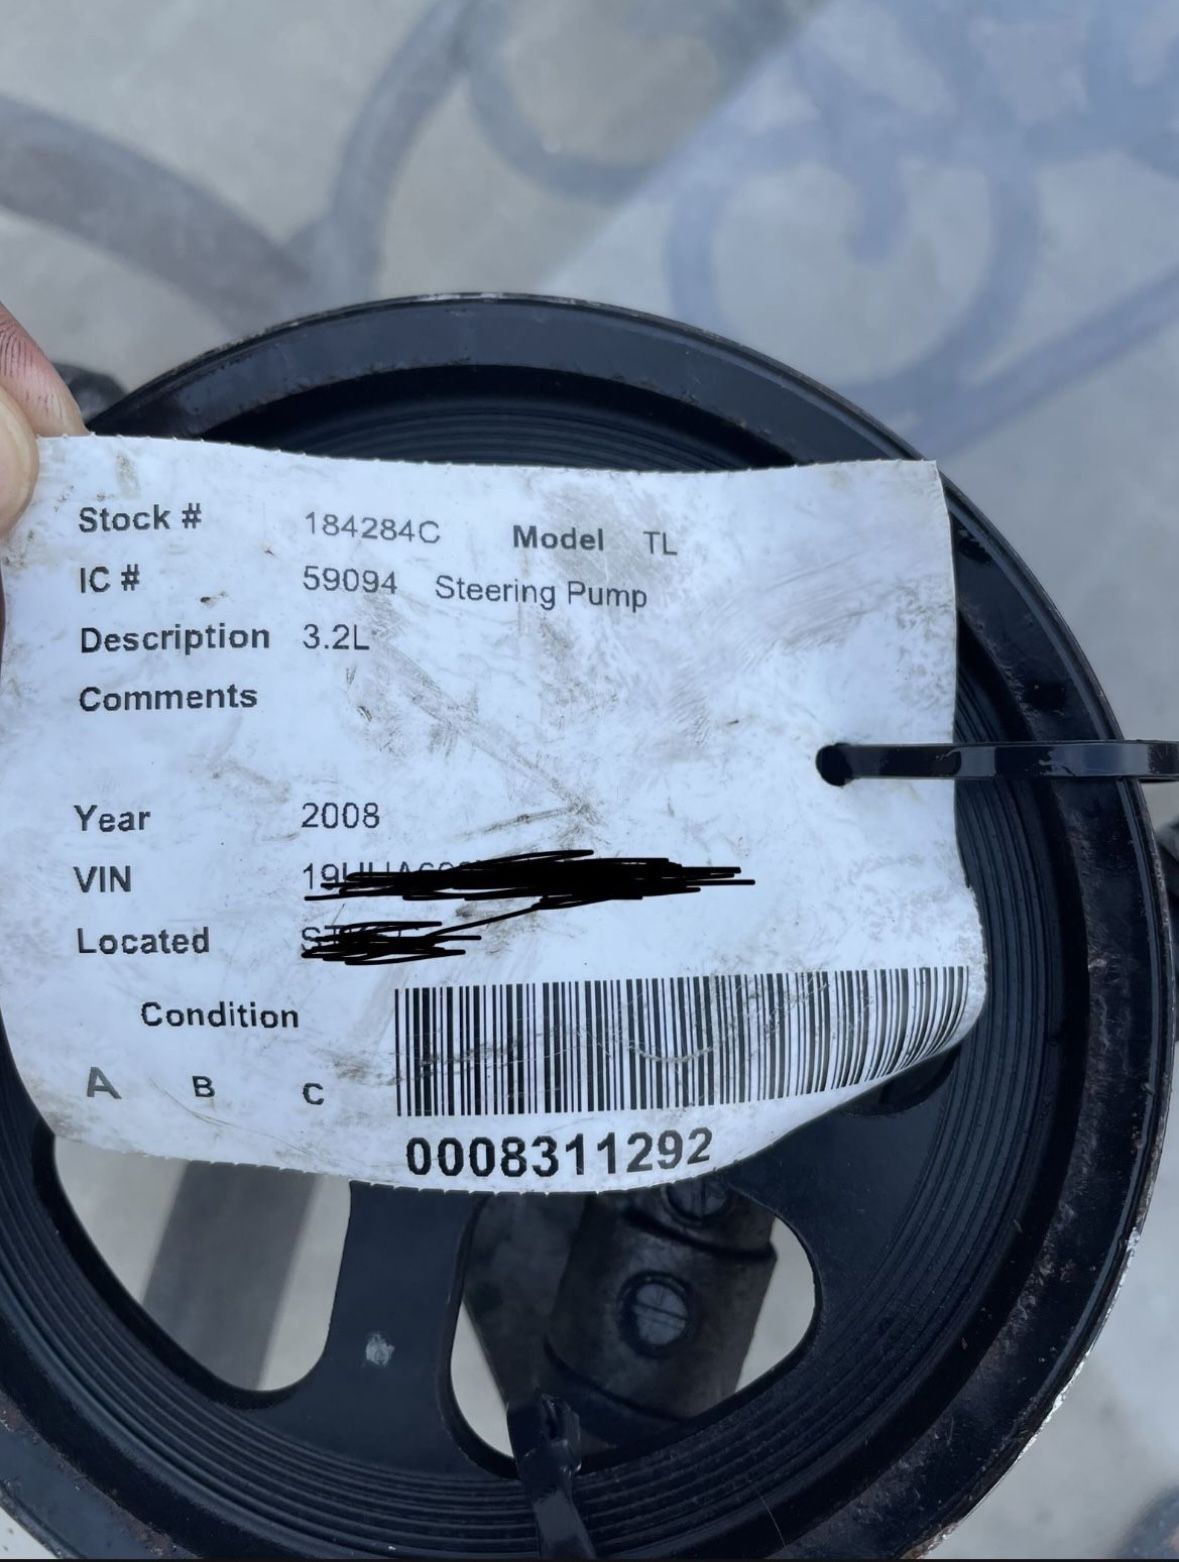 Stock # 184284C Model TL
IC # 59094 Steering Pump
Description 3.2L
Comments
Year 2008
VIN
Located
Condition
A B C
0008311292